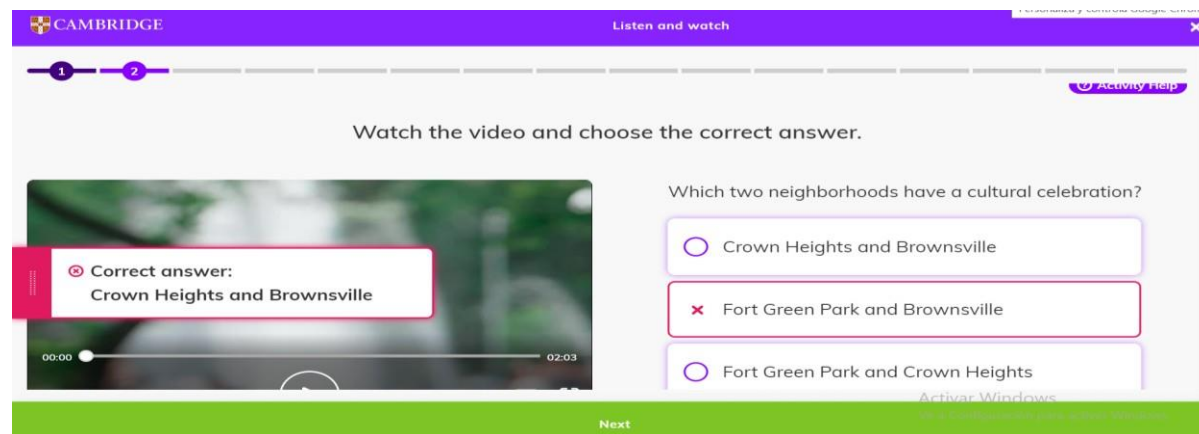 CAMBRIDGE
Listen and watch
1
2
Activity Help
Watch the video and choose the correct answer.
Which two neighborhoods have a cultural celebration?
Crown Heights and Brownsville
Correct answer:
Crown Heights and Brownsville
Fort Green Park and Brownsville
00:00
02:03
Fort Green Park and Crown Heights
Activar Windows
Next